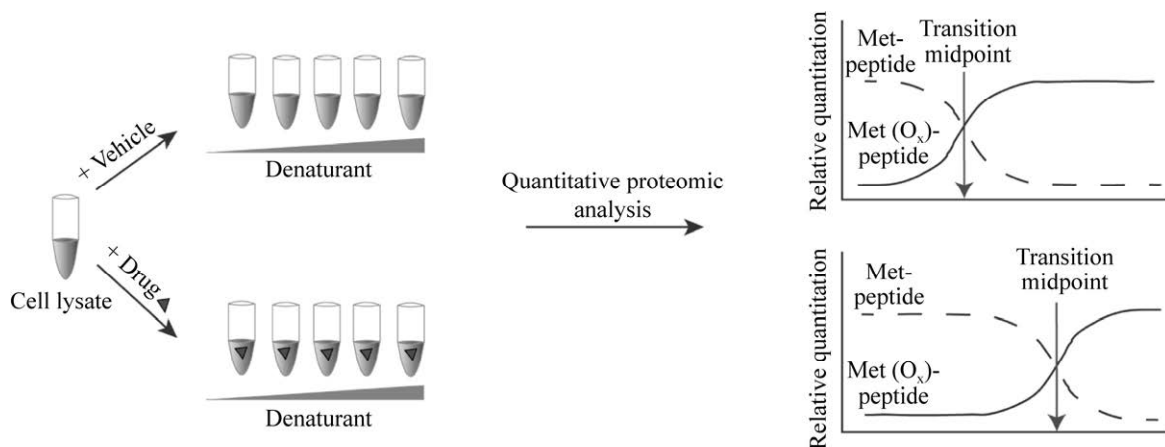 + Vehicle
Denaturant
Cell lysate
+ Drug
Denaturant
Quantitative proteomic
analysis
Relative quantitation
Met-
peptide
Transition
midpoint
Met (Oₓ)-
peptide
Relative quantitation
Met-
peptide
Transition
midpoint
Met (Oₓ)-
peptide